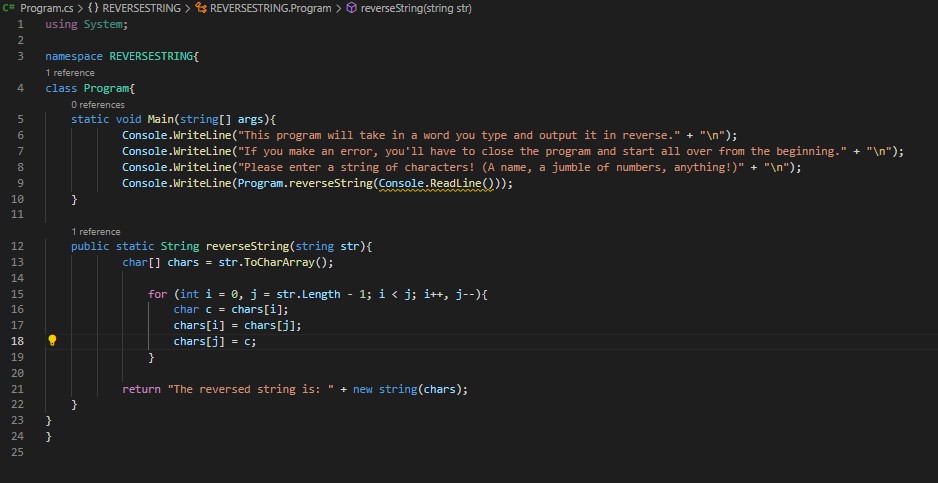 C# Program.cs > {} REVERSESTRING > REVERSESTRING.Program > reverseString(string str)
1 using System;
2
3 namespace REVERSESTRING{
1 reference
4 class Program{
0 references
5 static void Main(string[] args){
6 Console.WriteLine("This program will take in a word you type and output it in reverse." + "\n");
7 Console.WriteLine("If you make an error, you'll have to close the program and start all over from the beginning." + "\n");
8 Console.WriteLine("Please enter a string of characters! (A name, a jumble of numbers, anything!)" + "\n");
9 Console.WriteLine(Program.reverseString(Console.ReadLine()));
10 }
11
1 reference
12 public static String reverseString(string str){
13 char[] chars = str.ToCharArray();
14
15 for (int i = 0, j = str.Length - 1; i < j; i++, j--){
16 char c = chars[i];
17 chars[i] = chars[j];
18 chars[j] = c;
19 }
20
21 return "The reversed string is: " + new string(chars);
22 }
23 }
24 }
25